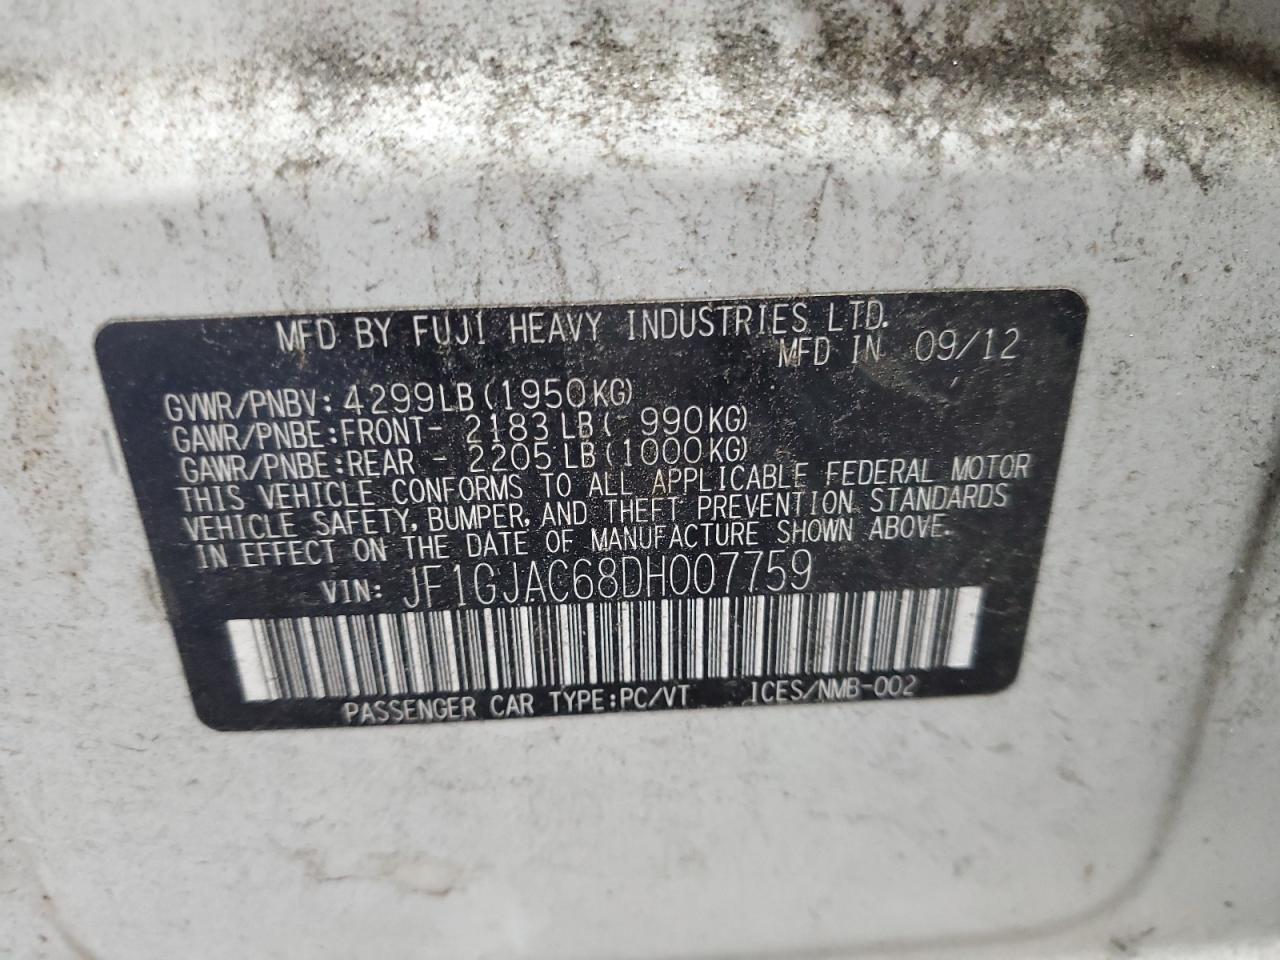 MFD BY FUJI HEAVY INDUSTRIES LTD.
MFD IN 09/12
GVWR/PNBV: 4299LB (1950KG)
GAWR/PNBE:FRONT- 2183LB( 990KG)
GAWR/PNBE:REAR - 2205LB(1000KG)
THIS VEHICLE CONFORMS TO ALL APPLICABLE FEDERAL MOTOR
VEHICLE SAFETY, BUMPER, AND THEFT PREVENTION STANDARDS
IN EFFECT ON THE DATE OF MANUFACTURE SHOWN ABOVE.
VIN: JF1GJAC68DH007759
PASSENGER CAR TYPE:PC/VT ICES/NMB-002